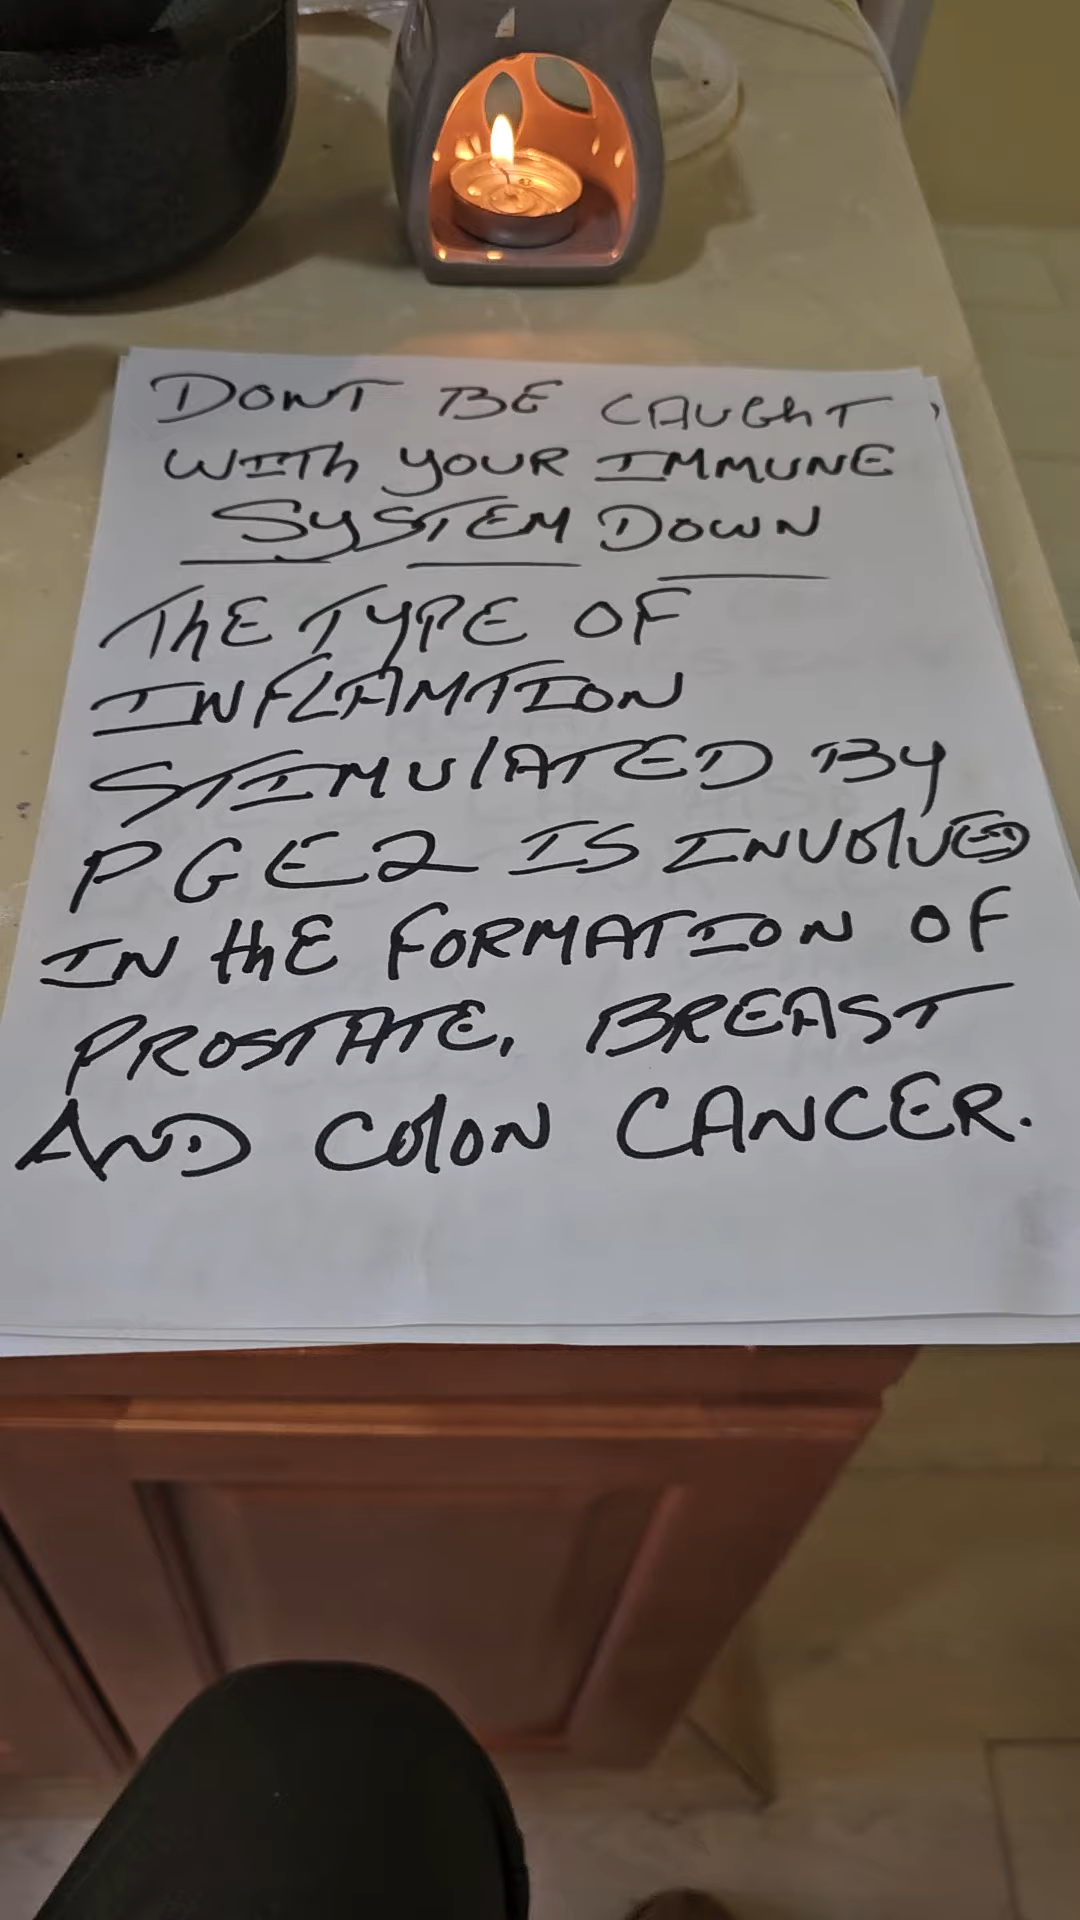 DONT BE CAUGHT
WITH YOUR IMMUNE
SYSTEM DOWN
THE TYPE OF
INFLAMTION
STIMULATED BY
PGE2 IS INVOLVED
IN THE FORMATION OF
PROSTATE, BREAST
AND COLON CANCER.